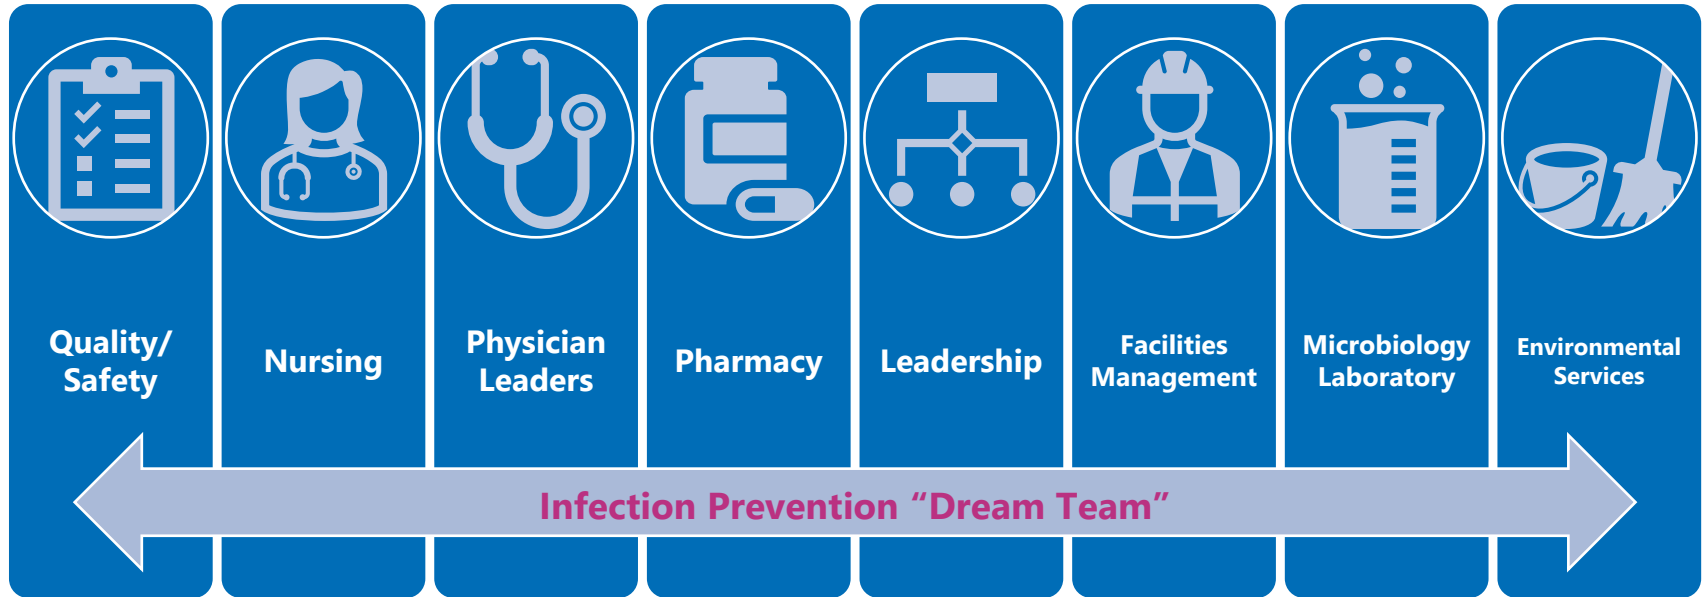 Quality/
Safety
Nursing
Physician
Leaders
Pharmacy
Leadership
Facilities
Management
Microbiology
Laboratory
Environmental
Services
Infection Prevention “Dream Team”